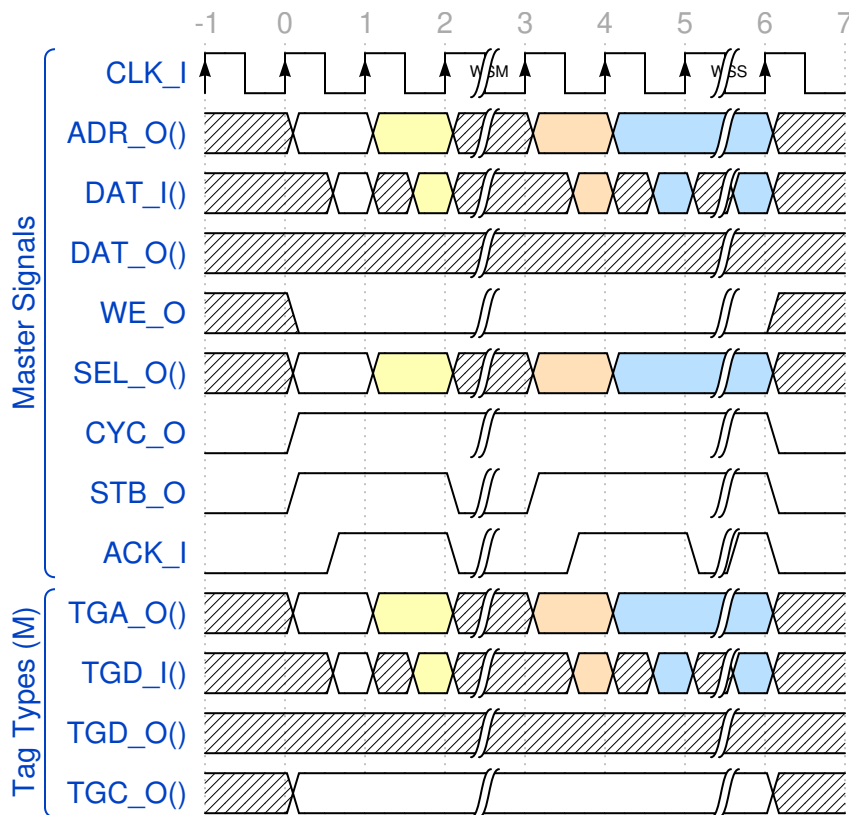 -1 0 1 2 3 4 5 6 7
Master Signals
CLK_I
WSM
WSS
ADR_O()
DAT_I()
DAT_O()
WE_O
SEL_O()
CYC_O
STB_O
ACK_I
Tag Types (M)
TGA_O()
TGD_I()
TGD_O()
TGC_O()